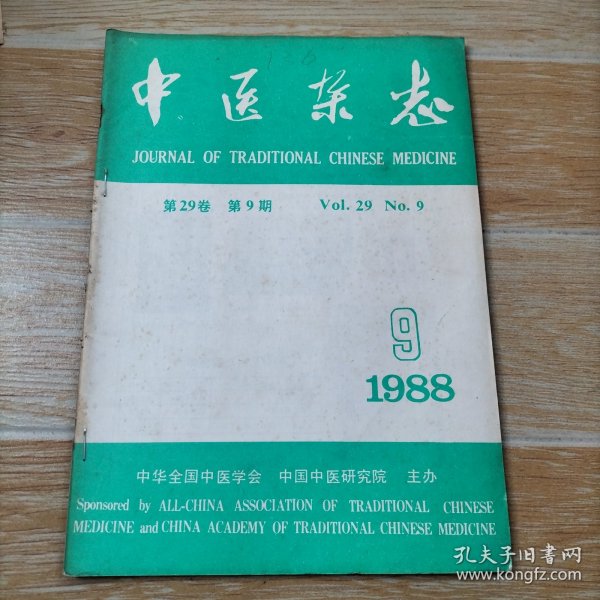 126
中医杂志
JOURNAL OF TRADITIONAL CHINESE MEDICINE
第29卷 第9期 Vol. 29 No. 9
9
1988
中华全国中医学会 中国中医研究院 主办
Sponsored by ALL-CHINA ASSOCIATION OF TRADITIONAL CHINESE
MEDICINE and CHINA ACADEMY OF TRADITIONAL CHINESE MEDICINE
孔夫子旧书网
www.kongfz.com